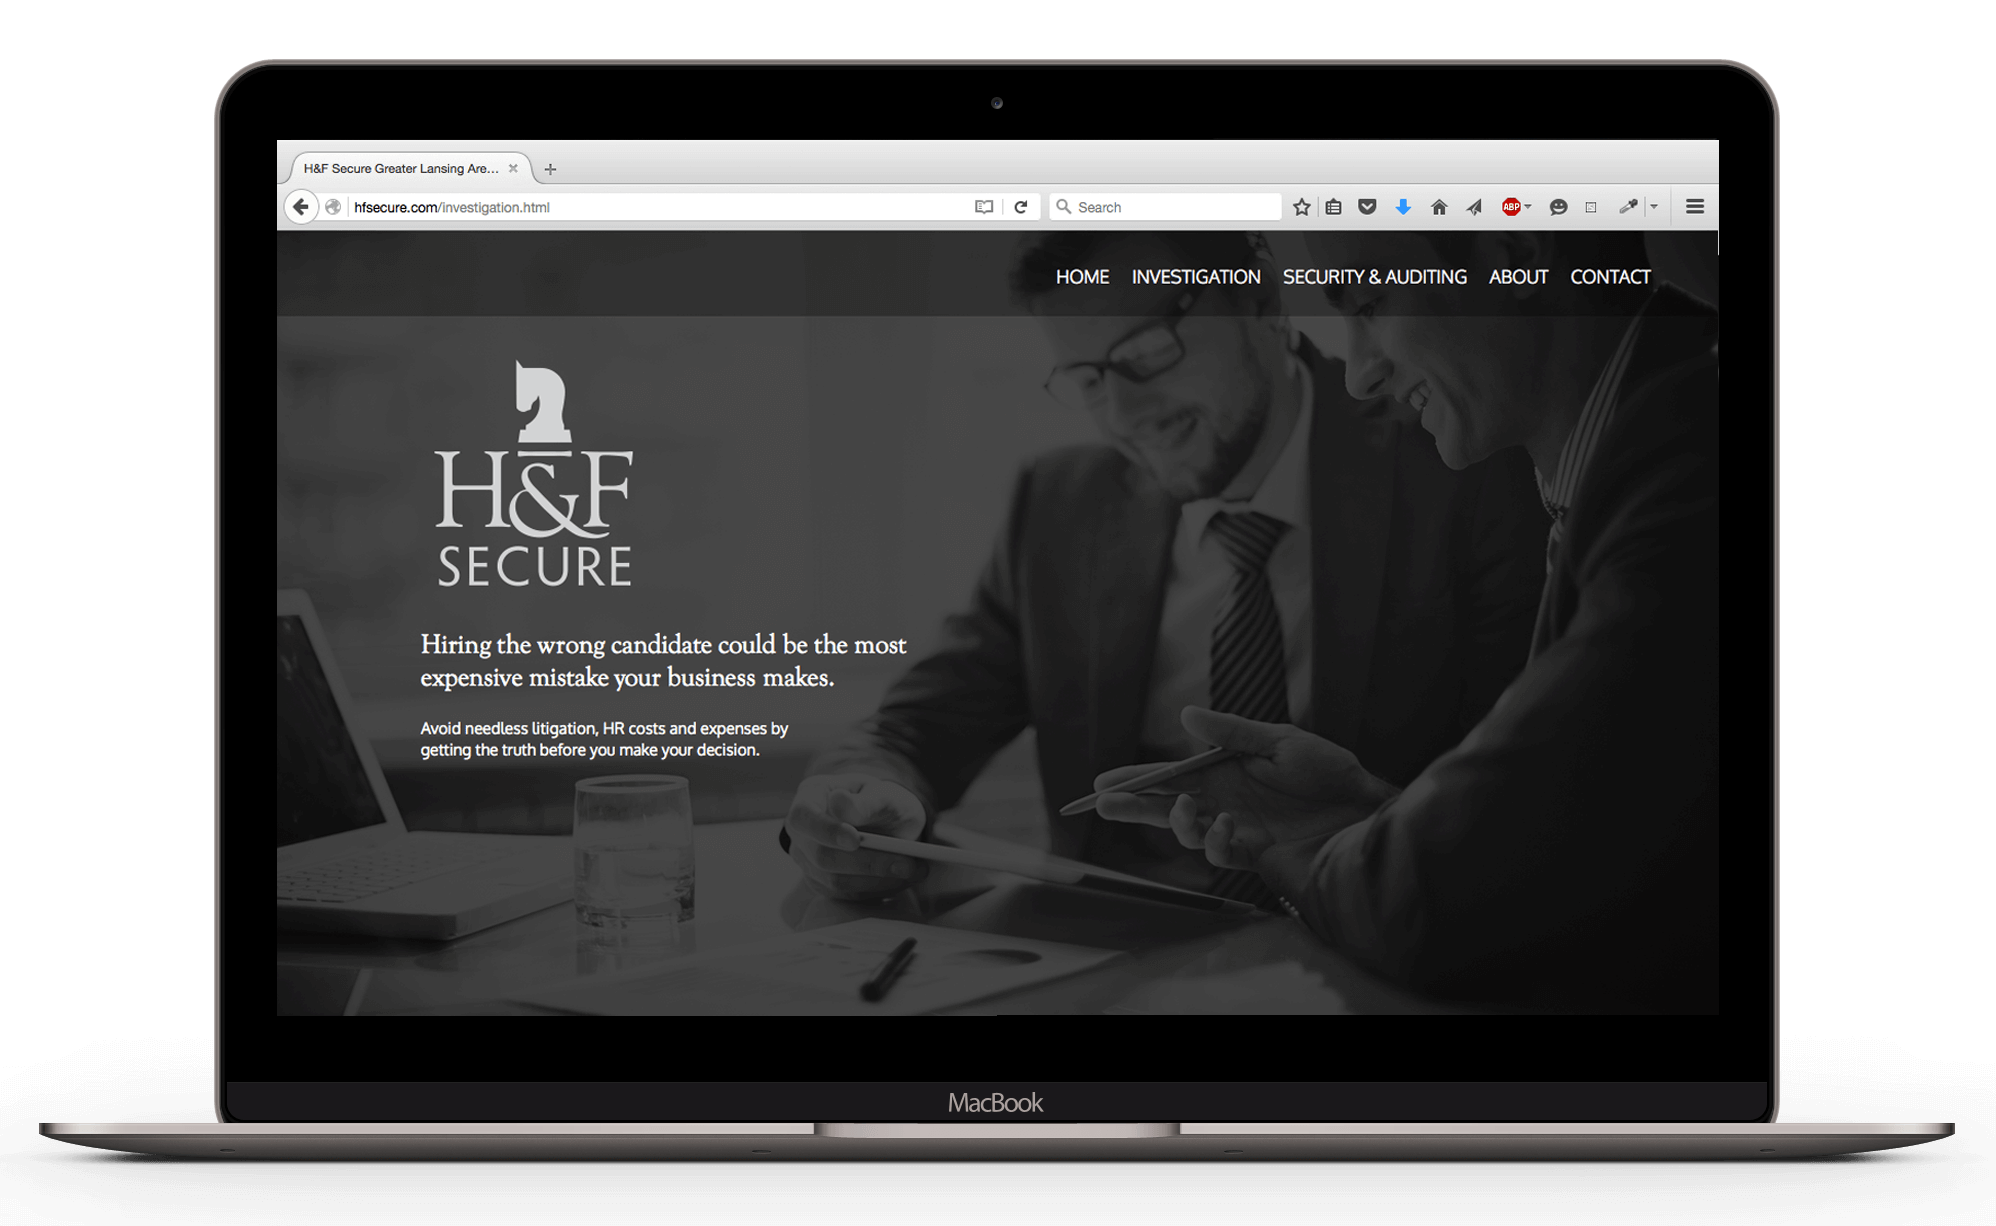 H&F Secure Greater Lansing Are...
hfsecure.com/investigation.html
Search
ABP
HOME INVESTIGATION SECURITY & AUDITING ABOUT CONTACT
H&F
SECURE
Hiring the wrong candidate could be the most
expensive mistake your business makes.
Avoid needless litigation, HR costs and expenses by
getting the truth before you make your decision.
MacBook